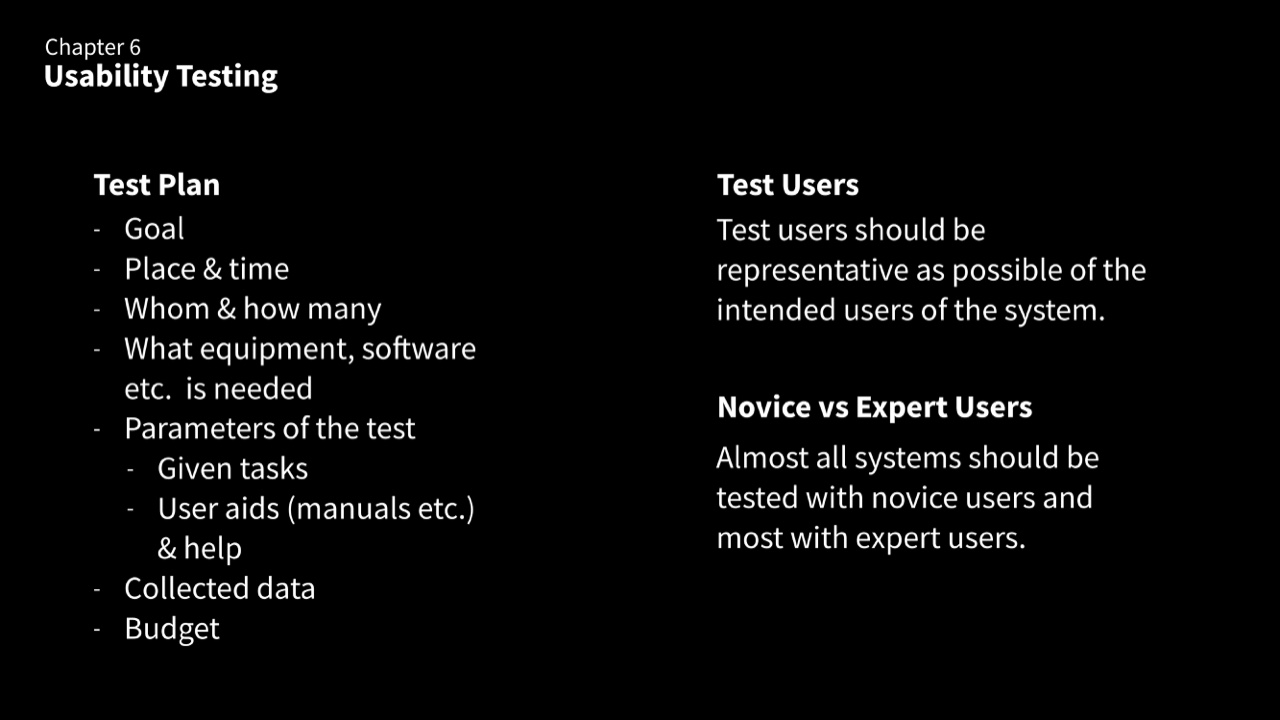 Chapter 6
Usability Testing
Test Plan
- Goal
- Place & time
- Whom & how many
- What equipment, software
etc. is needed
- Parameters of the test
- Given tasks
- User aids (manuals etc.)
& help
- Collected data
- Budget
Test Users
Test users should be
representative as possible of the
intended users of the system.
Novice vs Expert Users
Almost all systems should be
tested with novice users and
most with expert users.